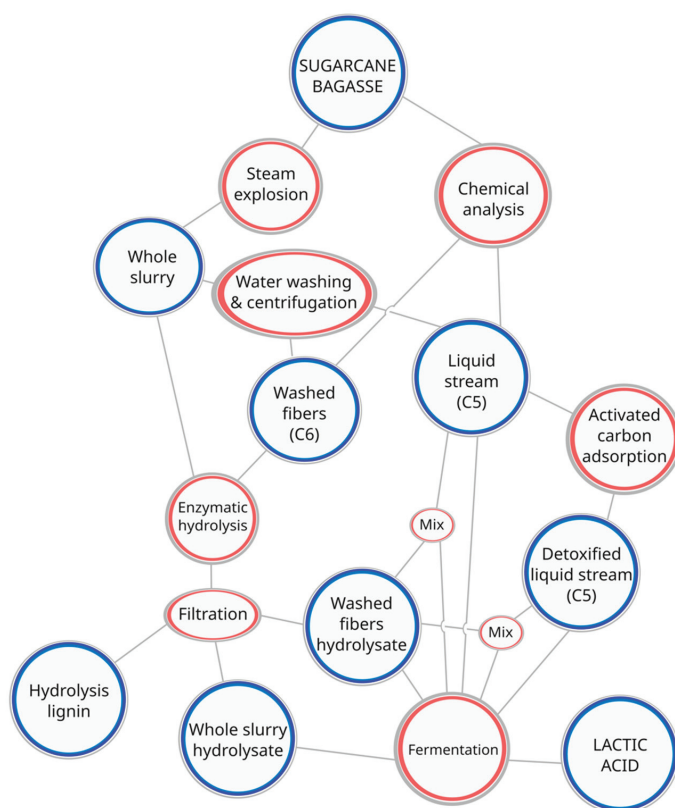 SUGARCANE
BAGASSE
Steam
explosion
Chemical
analysis
Whole
slurry
Water washing
& centrifugation
Liquid
stream
(C5)
Washed
fibers
(C6)
Activated
carbon
adsorption
Enzymatic
hydrolysis
Mix
Detoxified
liquid stream
(C5)
Filtration
Washed
fibers
hydrolysate
Mix
Hydrolysis
lignin
Whole slurry
hydrolysate
Fermentation
LACTIC
ACID